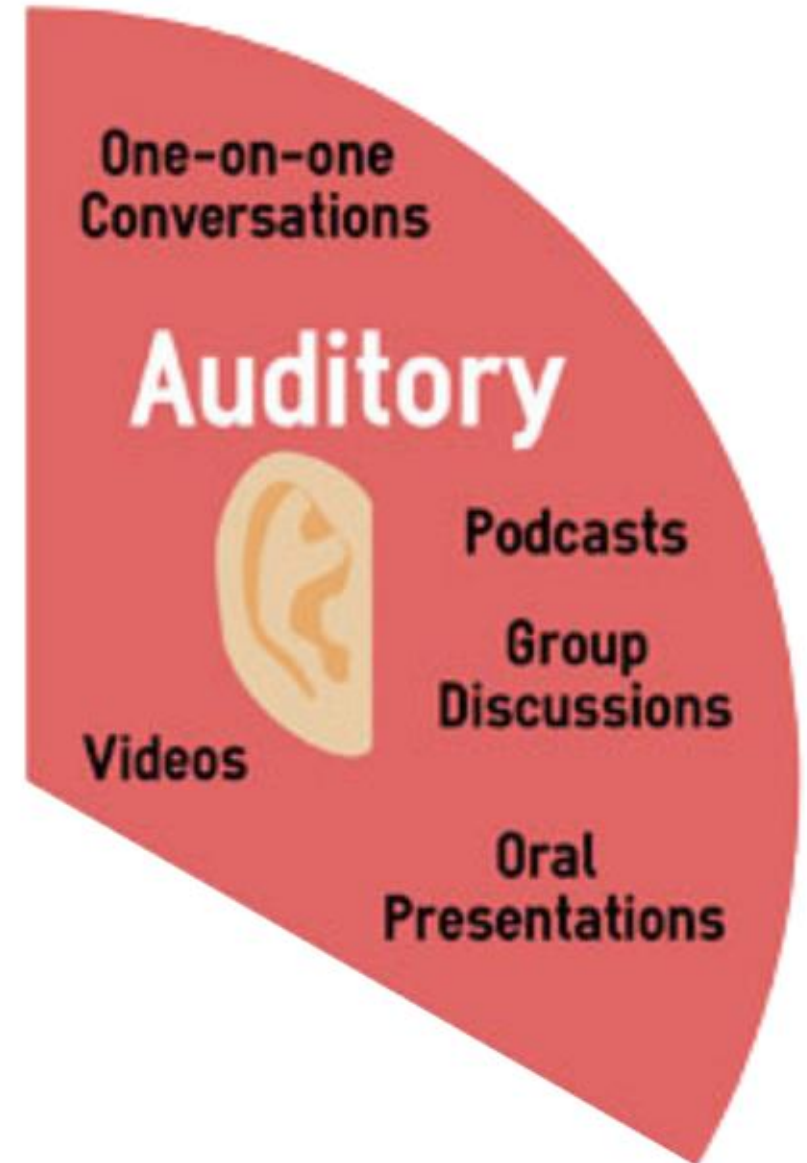 One-on-one
Conversations
Auditory
Podcasts
Group
Discussions
Videos
Oral
Presentations